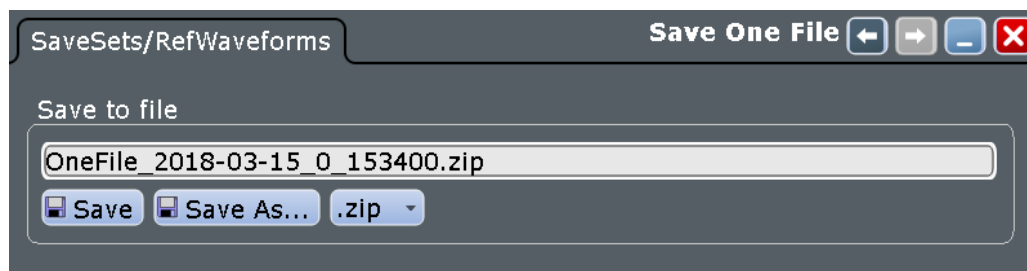 SaveSets/RefWaveforms
Save One File
Save to file
OneFile_2018-03-15_0_153400.zip
Save Save As... .zip